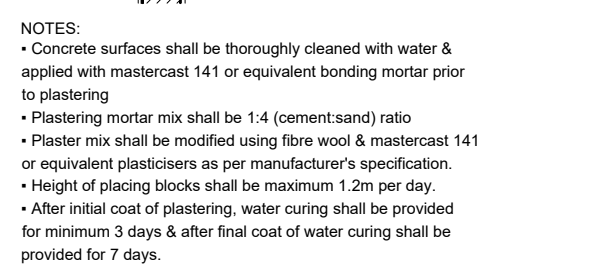 NOTES:
▪ Concrete surfaces shall be thoroughly cleaned with water &
applied with mastercast 141 or equivalent bonding mortar prior
to plastering
▪ Plastering mortar mix shall be 1:4 (cement:sand) ratio
▪ Plaster mix shall be modified using fibre wool & mastercast 141
or equivalent plasticisers as per manufacturer's specification.
▪ Height of placing blocks shall be maximum 1.2m per day.
▪ After initial coat of plastering, water curing shall be provided
for minimum 3 days & after final coat of water curing shall be
provided for 7 days.